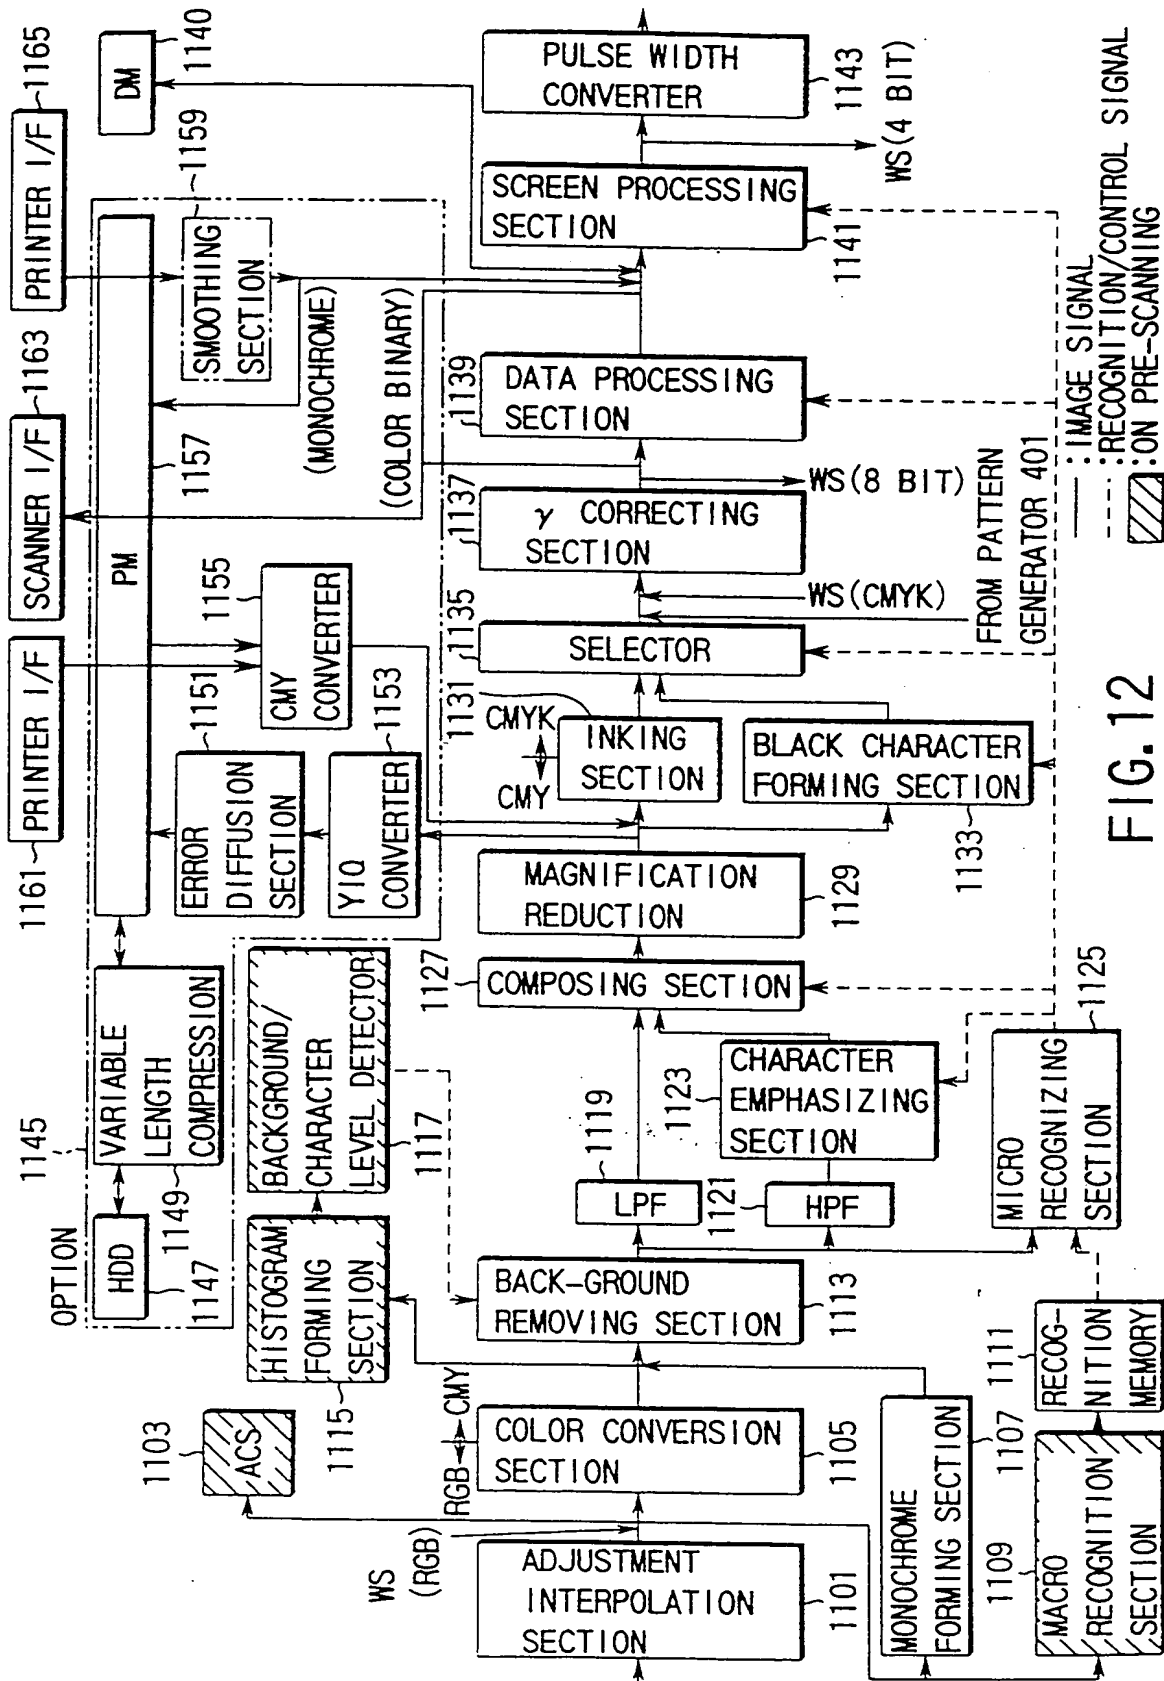 1165
PRINTER I/F
1140
DM
1159
SMOOTHING
SECTION
(MONOCHROME)
1163
SCANNER I/F
1157
PM
(COLOR BINARY)
1155
CMY
CONVERTER
1161
PRINTER I/F
1151
ERROR
DIFFUSION
SECTION
1153
YIQ
CONVERTER
1145
VARIABLE
LENGTH
COMPRESSION
1149
OPTION
HDD
1147
BACKGROUND/
CHARACTER
LEVEL DETECTOR
1117
HISTOGRAM
FORMING
SECTION
1115
1103
ACS
WS
(RGB)
RGB
CMY
ADJUSTMENT
INTERPOLATION
SECTION
1101
COLOR CONVERSION
SECTION
1105
BACK-GROUND
REMOVING SECTION
1113
1119
LPF
1121
HPF
1123
CHARACTER
EMPHASIZING
SECTION
1127
COMPOSING SECTION
MAGNIFICATION
REDUCTION
1129
CMY
CMYK
1131
INKING
SECTION
BLACK CHARACTER
FORMING SECTION
1133
1135
SELECTOR
WS(CMYK)
FROM PATTERN
GENERATOR 401
1137
γ CORRECTING
SECTION
WS(8 BIT)
1139
DATA PROCESSING
SECTION
SCREEN PROCESSING
SECTION
1141
WS(4 BIT)
PULSE WIDTH
CONVERTER
1143
MONOCHROME
FORMING SECTION
1107
1109
MACRO
RECOGNITION
SECTION
1111
RECOG-
NITION
MEMORY
MICRO
RECOGNIZING
SECTION
1125
:IMAGE SIGNAL
:RECOGNITION/CONTROL SIGNAL
:ON PRE-SCANNING
FIG. 12